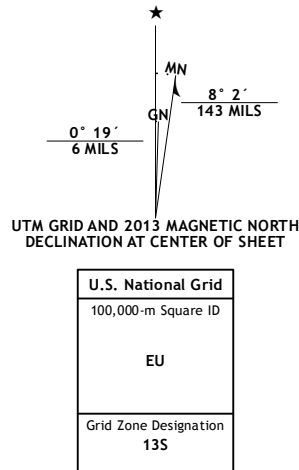 ★
MN
8° 2´
143 MILS
GN
0° 19´
6 MILS
UTM GRID AND 2013 MAGNETIC NORTH
DECLINATION AT CENTER OF SHEET
U.S. National Grid
100,000-m Square ID
EU
Grid Zone Designation
13S